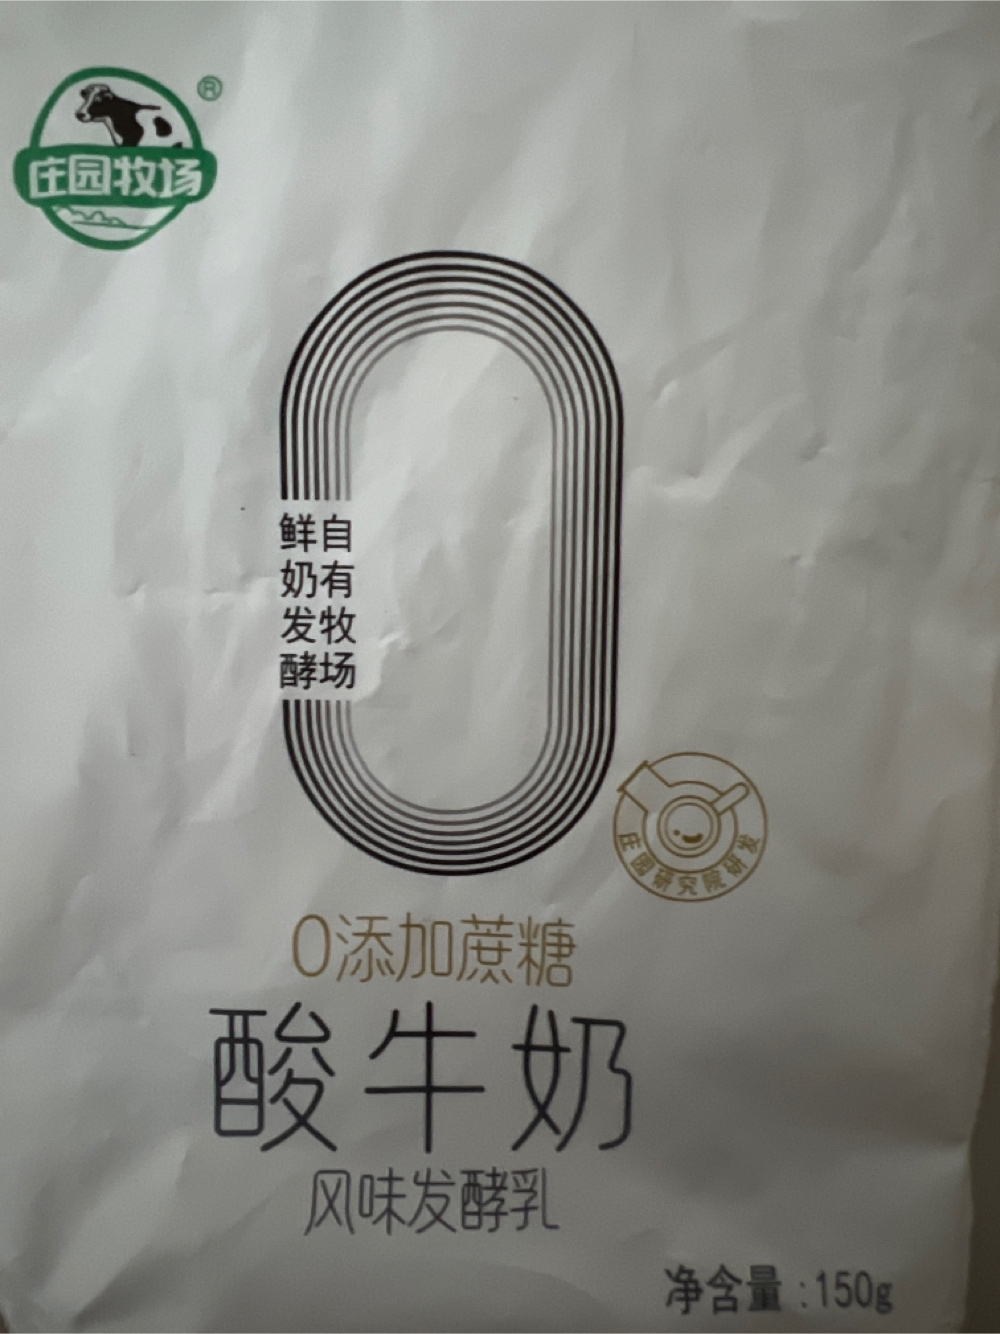 庄园牧场
®
自有牧场
鲜奶发酵
庄园研究院研发
0添加蔗糖
酸牛奶
风味发酵乳
净含量:150g